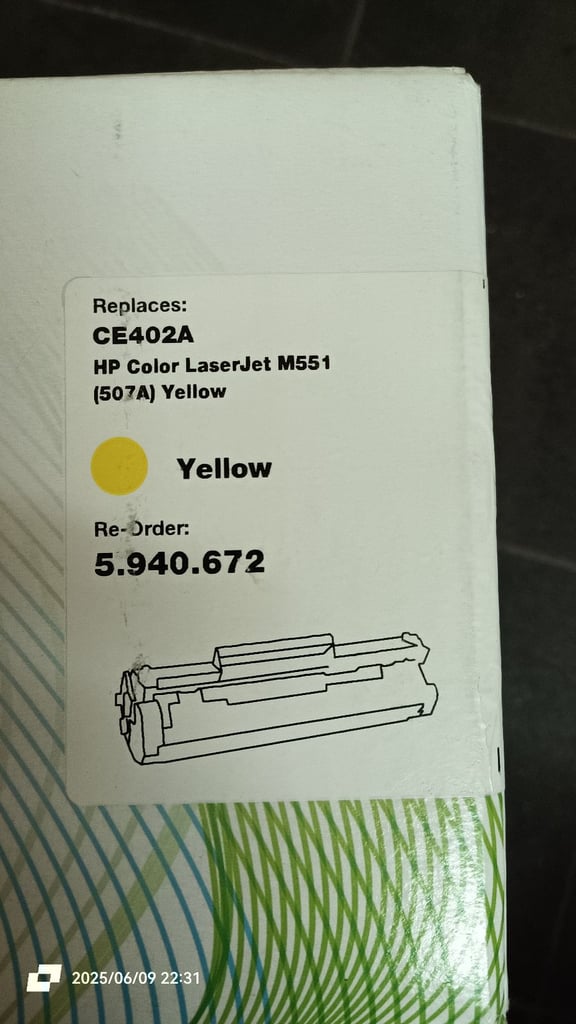 Replaces:
CE402A
HP Color LaserJet M551
(507A) Yellow
Yellow
Re-Order:
5.940.672
2025/06/09 22:31